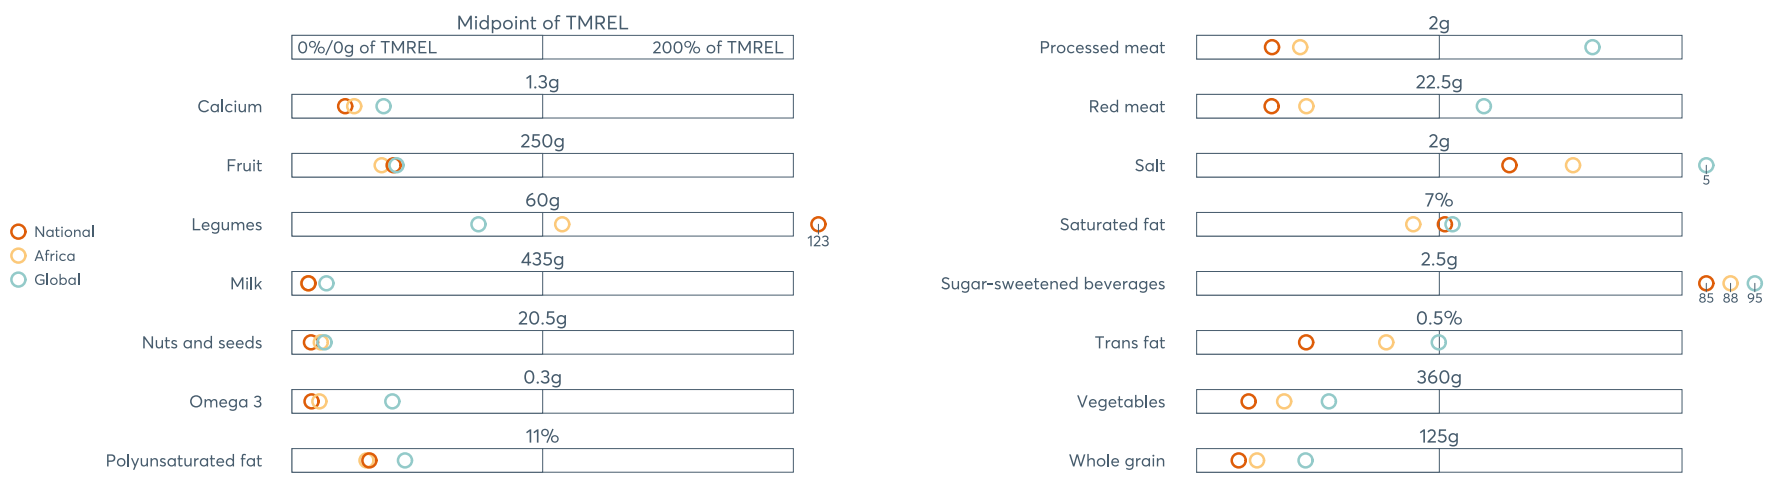 Midpoint of TMREL
0%/0g of TMREL
200% of TMREL
1.3g
Calcium
250g
Fruit
60g
Legumes
123
435g
Milk
20.5g
Nuts and seeds
0.3g
Omega 3
11%
Polyunsaturated fat
National
Africa
Global
2g
Processed meat
22.5g
Red meat
2g
Salt
5
7%
Saturated fat
2.5g
Sugar-sweetened beverages
85 88 95
0.5%
Trans fat
360g
Vegetables
125g
Whole grain